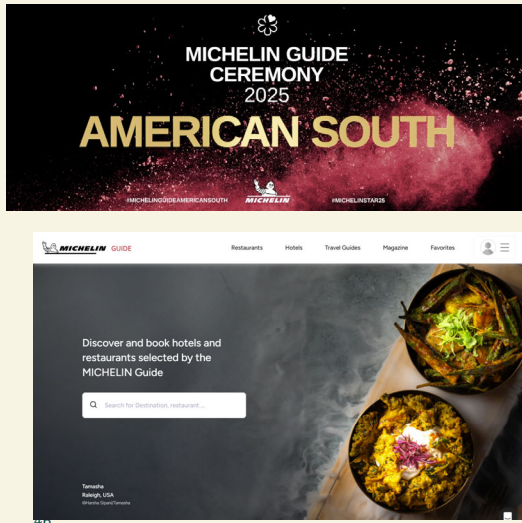 MICHELIN GUIDE
CEREMONY
2025
AMERICAN SOUTH
#MICHELINGUIDEAMERICANSOUTH
MICHELIN
#MICHELINSTAR25
MICHELIN GUIDE
Restaurants
Hotels
Travel Guides
Magazine
Favorites
Discover and book hotels and
restaurants selected by the
MICHELIN Guide
Search for Destination, restaurant ...
Tamasha
Raleigh, USA